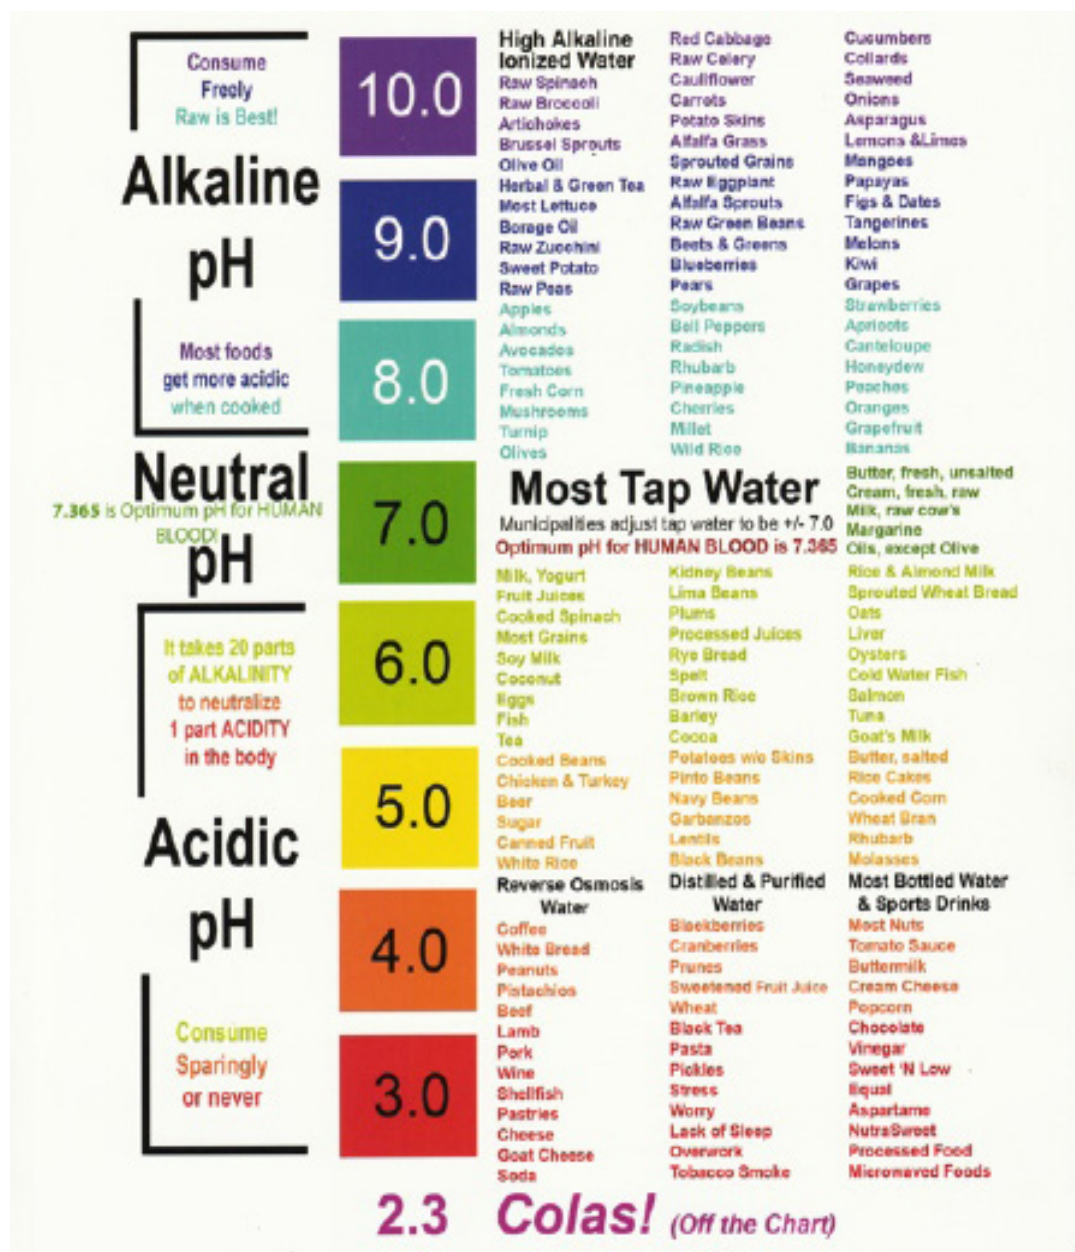 Consume
Freely
Raw is Best!
Alkaline
pH
Most foods
get more acidic
when cooked
Neutral
7.365 is Optimum pH for HUMAN
BLOOD!
pH
It takes 20 parts
of ALKALINITY
to neutralize
1 part ACIDITY
in the body
Acidic
pH
Consume
Sparingly
or never
10.0
9.0
8.0
7.0
6.0
5.0
4.0
3.0
High Alkaline
Ionized Water
Raw Spinach
Raw Broccoli
Artichokes
Brussel Sprouts
Olive Oil
Herbal & Green Tea
Most Lettuce
Borage Oil
Raw Zucchini
Sweet Potato
Raw Peas
Apples
Almonds
Avocados
Tomatoes
Fresh Corn
Mushrooms
Turnip
Olives
Red Cabbage
Raw Celery
Cauliflower
Carrots
Potato Skins
Alfalfa Grass
Sprouted Grains
Raw Eggplant
Alfalfa Sprouts
Raw Green Beans
Beets & Greens
Blueberries
Pears
Soybeans
Bell Peppers
Radish
Rhubarb
Pineapple
Cherries
Millet
Wild Rice
Cucumbers
Collards
Seaweed
Onions
Asparagus
Lemons &Limes
Mangoes
Papayas
Figs & Dates
Tangerines
Melons
Kiwi
Grapes
Strawberries
Apricots
Canteloupe
Honeydew
Peaches
Oranges
Grapefruit
Bananas
Most Tap Water
Municipalities adjust tap water to be +/- 7.0
Optimum pH for HUMAN BLOOD is 7.365
Butter, fresh, unsalted
Cream, fresh, raw
Milk, raw cow's
Margarine
Oils, except Olive
Milk, Yogurt
Fruit Juices
Cooked Spinach
Most Grains
Soy Milk
Coconut
Eggs
Fish
Tea
Cooked Beans
Chicken & Turkey
Beer
Sugar
Canned Fruit
White Rice
Reverse Osmosis
Water
Coffee
White Bread
Peanuts
Pistachios
Beef
Lamb
Pork
Wine
Shellfish
Pastries
Cheese
Goat Cheese
Soda
Kidney Beans
Lima Beans
Plums
Processed Juices
Rye Bread
Spelt
Brown Rice
Barley
Cocoa
Potatoes w/o Skins
Pinto Beans
Navy Beans
Garbanzos
Lentils
Black Beans
Distilled & Purified
Water
Blackberries
Cranberries
Prunes
Sweetened Fruit Juice
Wheat
Black Tea
Pasta
Pickles
Stress
Worry
Lack of Sleep
Overwork
Tobacco Smoke
Rice & Almond Milk
Sprouted Wheat Bread
Oats
Liver
Oysters
Cold Water Fish
Salmon
Tuna
Goat's Milk
Butter, salted
Rice Cakes
Cooked Corn
Wheat Bran
Rhubarb
Molasses
Most Bottled Water
& Sports Drinks
Most Nuts
Tomato Sauce
Buttermilk
Cream Cheese
Popcorn
Chocolate
Vinegar
Sweet 'N Low
Equal
Aspartame
NutraSweet
Processed Food
Microwaved Foods
2.3 Colas! (Off the Chart)